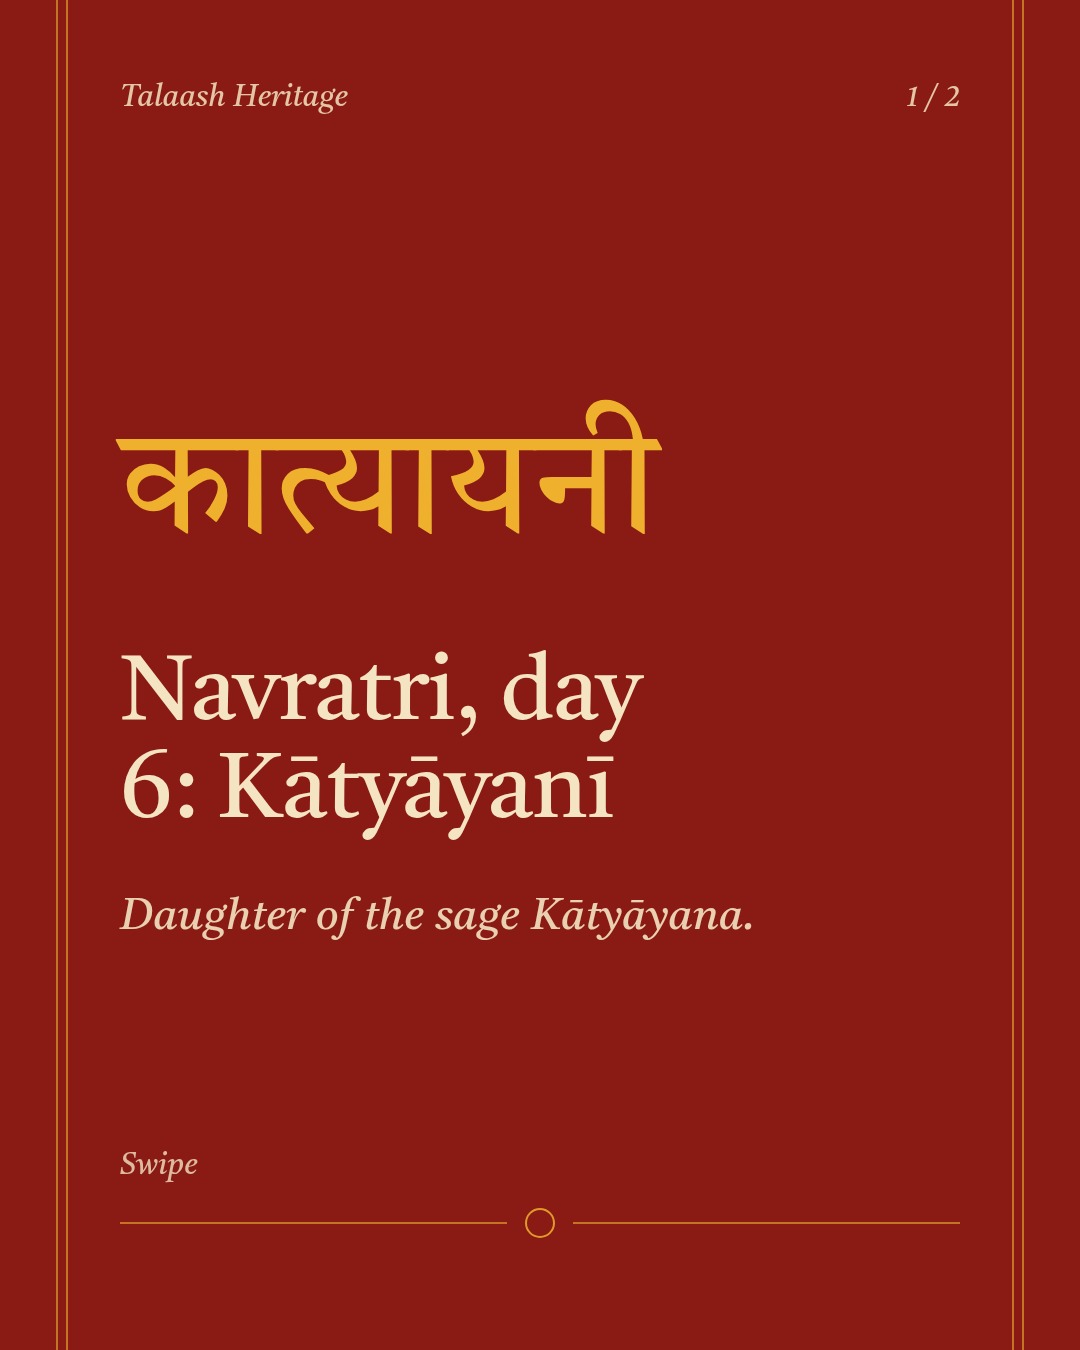 Talaash Heritage
1 / 2
कात्यायनी
Navratri, day
6: Kātyāyanī
Daughter of the sage Kātyāyana.
Swipe